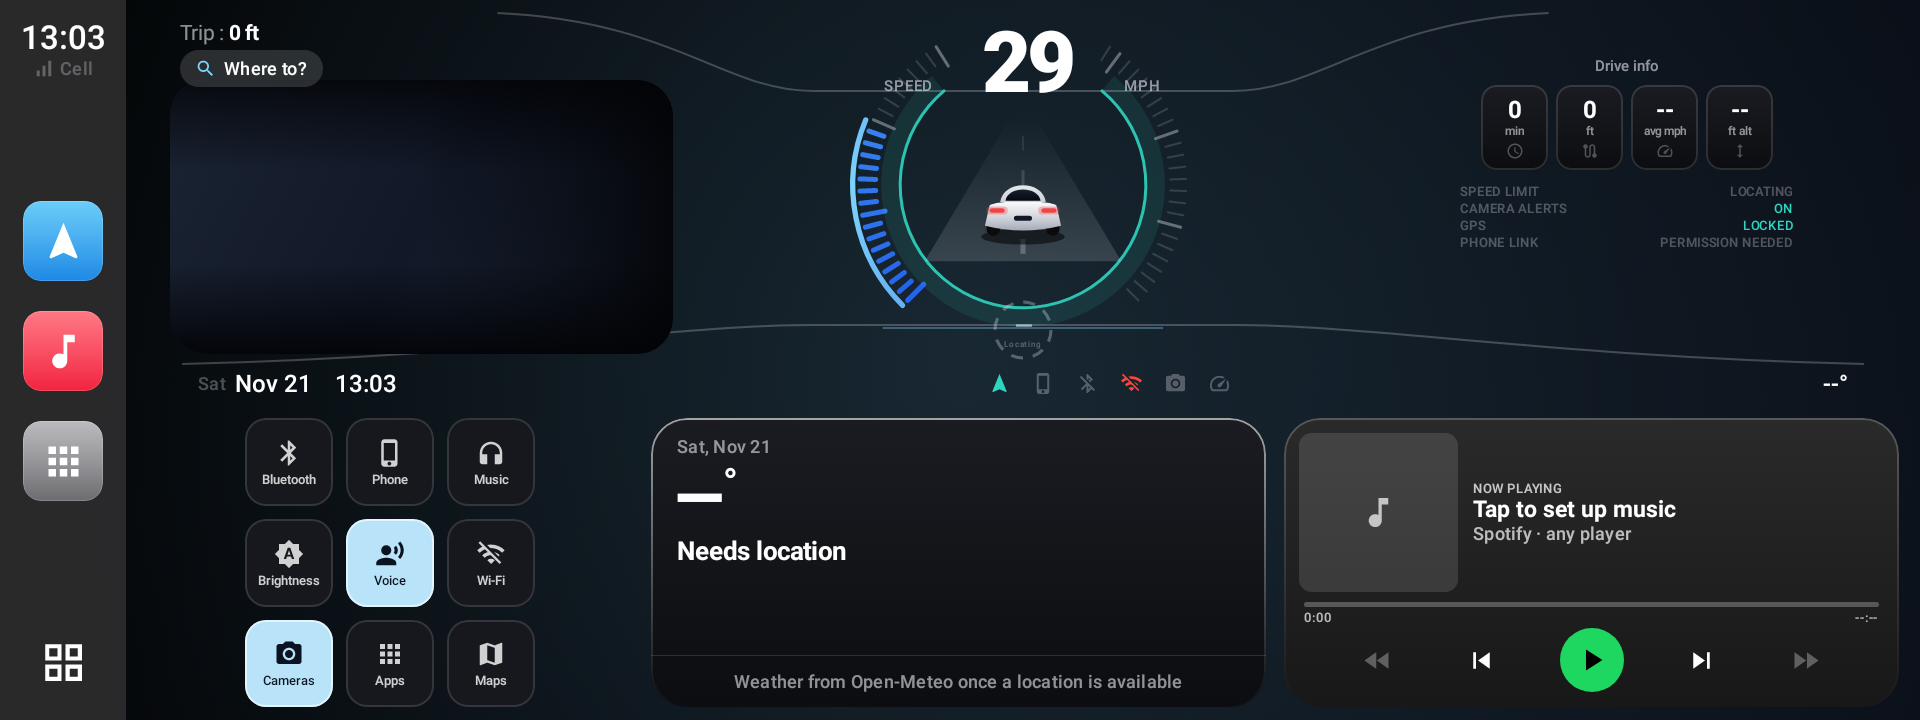 13:03
Cell
Trip : 0 ft
Where to?
SPEED
29
MPH
Locating
Drive info
0
min
0
ft
--
avg mph
--
ft alt
SPEED LIMIT LOCATING
CAMERA ALERTS ON
GPS LOCKED
PHONE LINK PERMISSION NEEDED
Sat Nov 21 13:03
--°
Bluetooth
Phone
Music
A
Brightness
Voice
Wi-Fi
Cameras
Apps
Maps
Sat, Nov 21
—°
Needs location
Weather from Open-Meteo once a location is available
NOW PLAYING
Tap to set up music
Spotify · any player
0:00
--:--